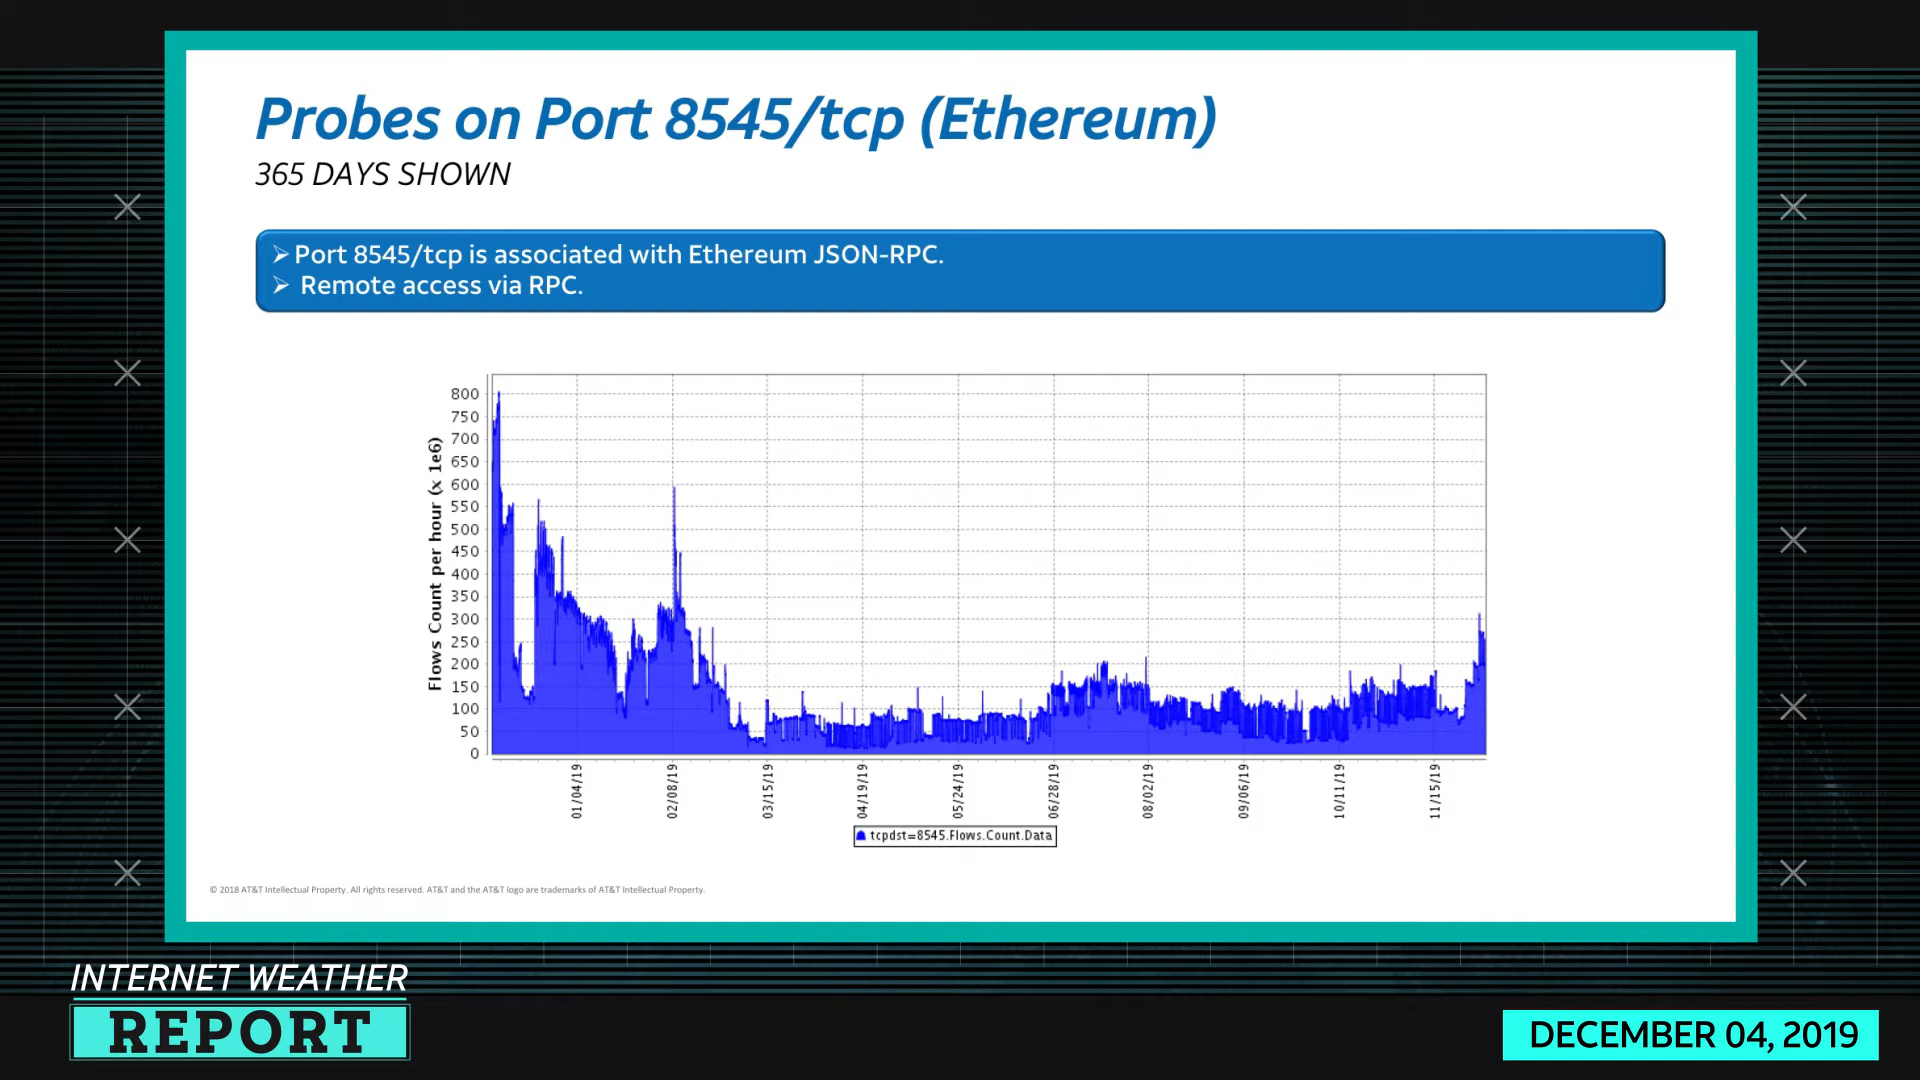 Probes on Port 8545/tcp (Ethereum)
365 DAYS SHOWN
➢ Port 8545/tcp is associated with Ethereum JSON-RPC.
➢ Remote access via RPC.
Flows Count per hour (x 1e6)
800
750
700
650
600
550
500
450
400
350
300
250
200
150
100
50
0
01/04/19
02/08/19
03/15/19
04/19/19
05/24/19
06/28/19
08/02/19
09/06/19
10/11/19
11/15/19
tcpdst=8545.Flows.Count.Data
© 2018 AT&T Intellectual Property. All rights reserved. AT&T and the AT&T logo are trademarks of AT&T Intellectual Property.
INTERNET WEATHER
REPORT
DECEMBER 04, 2019